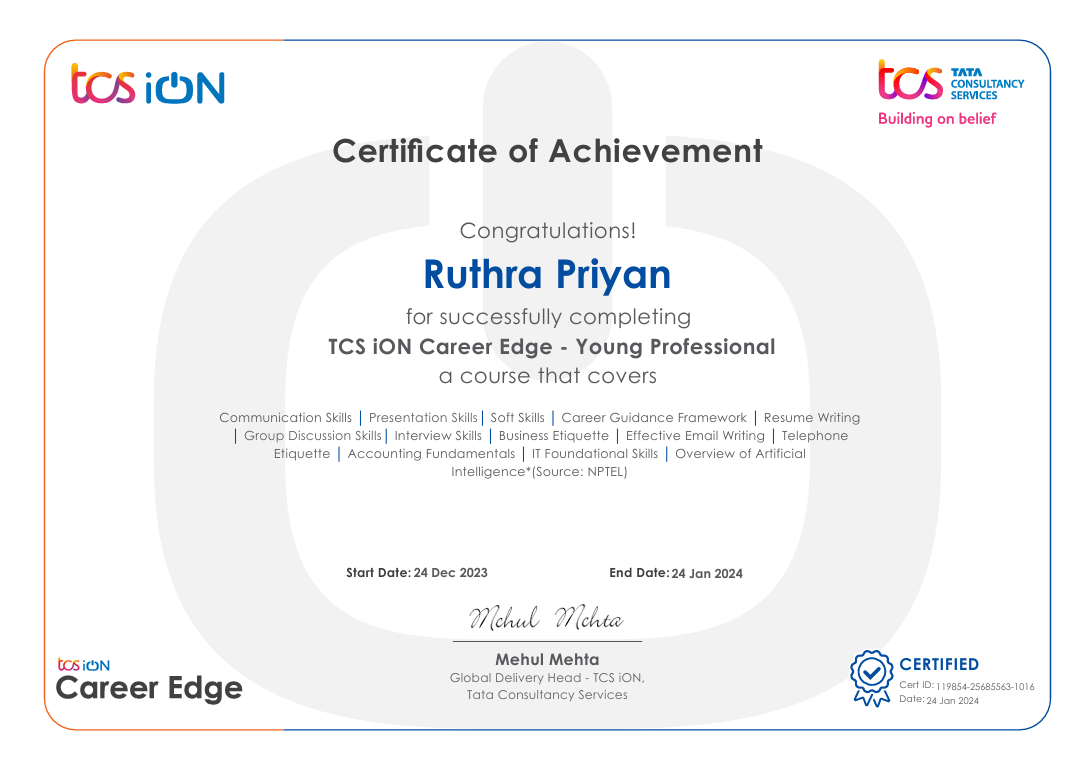 tcs iON
tcs TATA
CONSULTANCY
SERVICES
Building on belief
Certificate of Achievement
Congratulations!
Ruthra Priyan
for successfully completing
TCS iON Career Edge - Young Professional
a course that covers
Communication Skills | Presentation Skills | Soft Skills | Career Guidance Framework | Resume Writing
| Group Discussion Skills | Interview Skills | Business Etiquette | Effective Email Writing | Telephone
Etiquette | Accounting Fundamentals | IT Foundational Skills | Overview of Artificial
Intelligence*(Source: NPTEL)
Start Date: 24 Dec 2023 End Date: 24 Jan 2024
Mehul Mehta
Mehul Mehta
Global Delivery Head - TCS iON,
Tata Consultancy Services
tcs iON
Career Edge
CERTIFIED
Cert ID: 119854-25685563-1016
Date: 24 Jan 2024